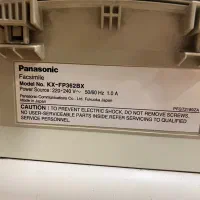 Panasonic
Facsimile
Model No. KX-FP362BX
Power Source: 220-240 V~ 50/60 Hz 1.0 A
Panasonic Communications Co., Ltd. Fukuoka Japan
Made in Japan
CAUTION: TO PREVENT ELECTRIC SHOCK, DO NOT REMOVE COVER.
NO USER-SERVICEABLE PARTS INSIDE. REFER SERVICING TO
QUALIFIED SERVICE PERSONNEL.